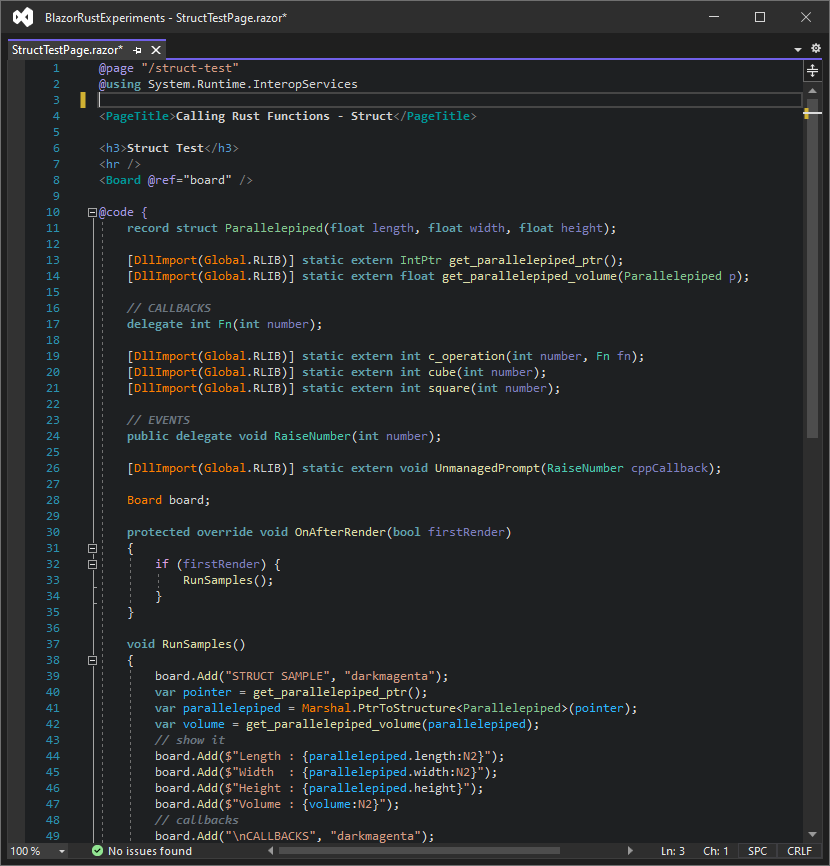 BlazorRustExperiments - StructTestPage.razor*
StructTestPage.razor*
1 @page "/struct-test"
2 @using System.Runtime.InteropServices
3
4 <PageTitle>Calling Rust Functions - Struct</PageTitle>
5
6 <h3>Struct Test</h3>
7 <hr />
8 <Board @ref="board" />
9
10 @code {
11     record struct Parallelepiped(float length, float width, float height);
12
13     [DllImport(Global.RLIB)] static extern IntPtr get_parallelepiped_ptr();
14     [DllImport(Global.RLIB)] static extern float get_parallelepiped_volume(Parallelepiped p);
15
16     // CALLBACKS
17     delegate int Fn(int number);
18
19     [DllImport(Global.RLIB)] static extern int c_operation(int number, Fn fn);
20     [DllImport(Global.RLIB)] static extern int cube(int number);
21     [DllImport(Global.RLIB)] static extern int square(int number);
22
23     // EVENTS
24     public delegate void RaiseNumber(int number);
25
26     [DllImport(Global.RLIB)] static extern void UnmanagedPrompt(RaiseNumber cppCallback);
27
28     Board board;
29
30     protected override void OnAfterRender(bool firstRender)
31     {
32         if (firstRender) {
33             RunSamples();
34         }
35     }
36
37     void RunSamples()
38     {
39         board.Add("STRUCT SAMPLE", "darkmagenta");
40         var pointer = get_parallelepiped_ptr();
41         var parallelepiped = Marshal.PtrToStructure<Parallelepiped>(pointer);
42         var volume = get_parallelepiped_volume(parallelepiped);
43         // show it
44         board.Add($"Length : {parallelepiped.length:N2}");
45         board.Add($"Width  : {parallelepiped.width:N2}");
46         board.Add($"Height : {parallelepiped.height}");
47         board.Add($"Volume : {volume:N2}");
48         // callbacks
49         board.Add("\nCALLBACKS", "darkmagenta");
100 % No issues found Ln: 3 Ch: 1 SPC CRLF